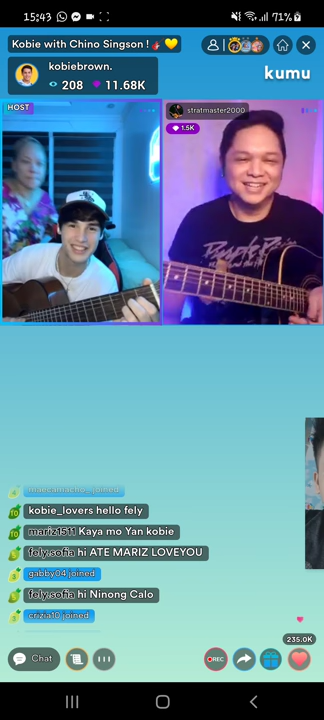 15:43
71%
Kobie with Chino Singson ! 🎸 💛
kobiebrown.
208 11.68K
kumu
HOST
stratmaster2000
1.5K
maecamacho_ joined
kobie_lovers hello fely
mariz1511 Kaya mo Yan kobie
fely.sofia hi ATE MARIZ LOVEYOU
gabby04 joined
fely.sofia hi Ninong Calo
crizia10 joined
235.0K
Chat
REC